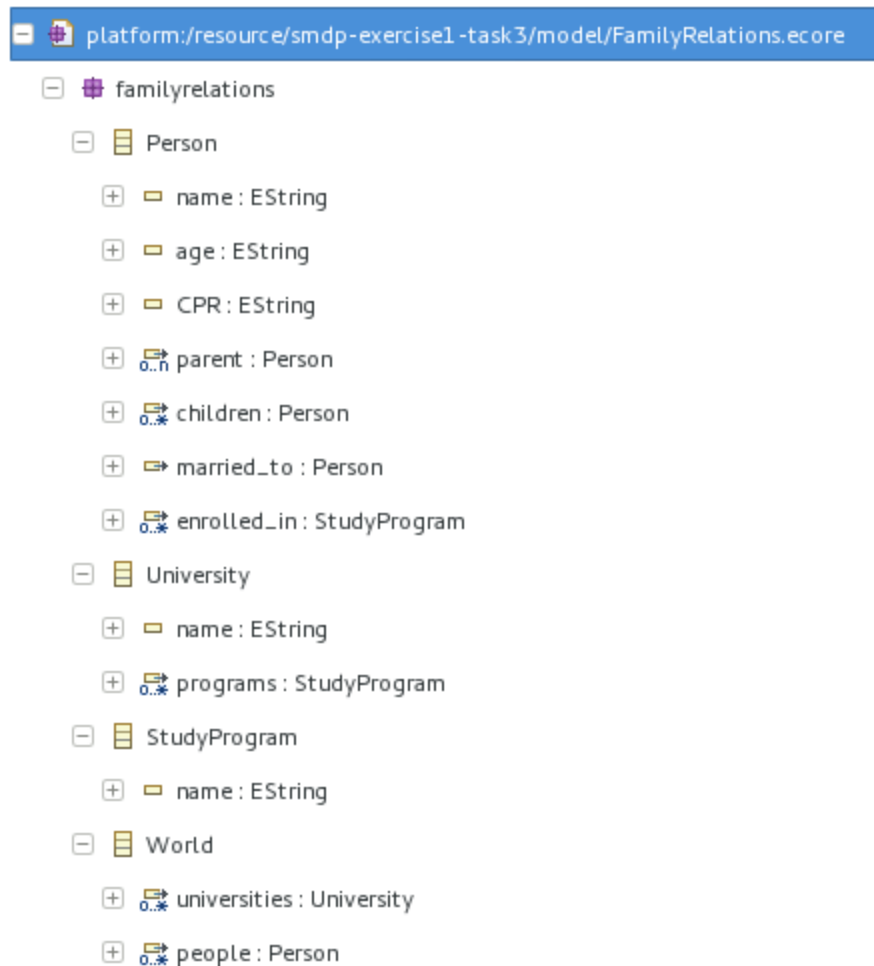 platform:/resource/smdp-exercise1-task3/model/FamilyRelations.ecore
familyrelations
Person
name : EString
age : EString
CPR : EString
0..n parent : Person
0..* children : Person
married_to : Person
0..* enrolled_in : StudyProgram
University
name : EString
0..* programs : StudyProgram
StudyProgram
name : EString
World
0..* universities : University
0..* people : Person